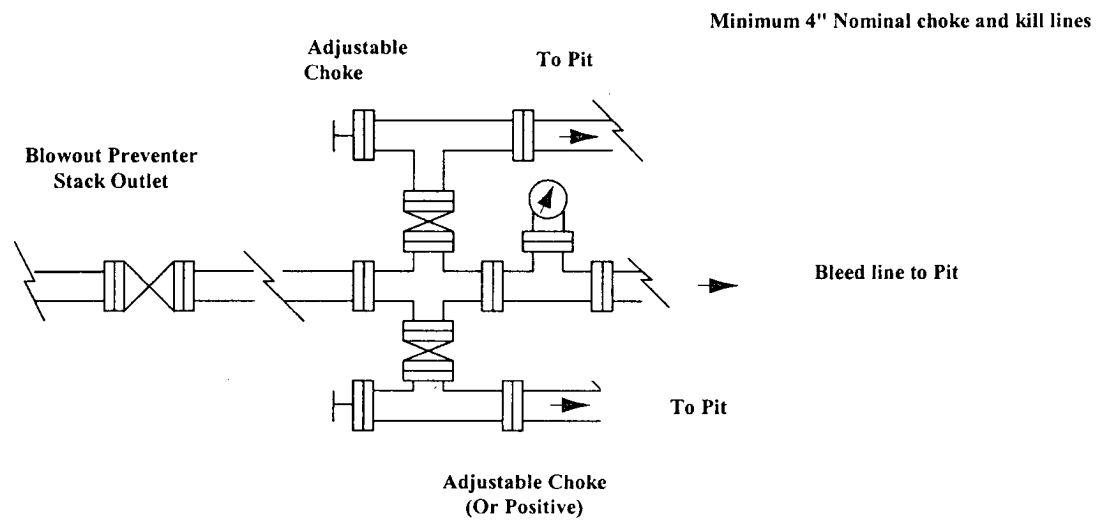 Minimum 4" Nominal choke and kill lines
Adjustable
Choke
To Pit
Blowout Preventer
Stack Outlet
Bleed line to Pit
To Pit
Adjustable Choke
(Or Positive)